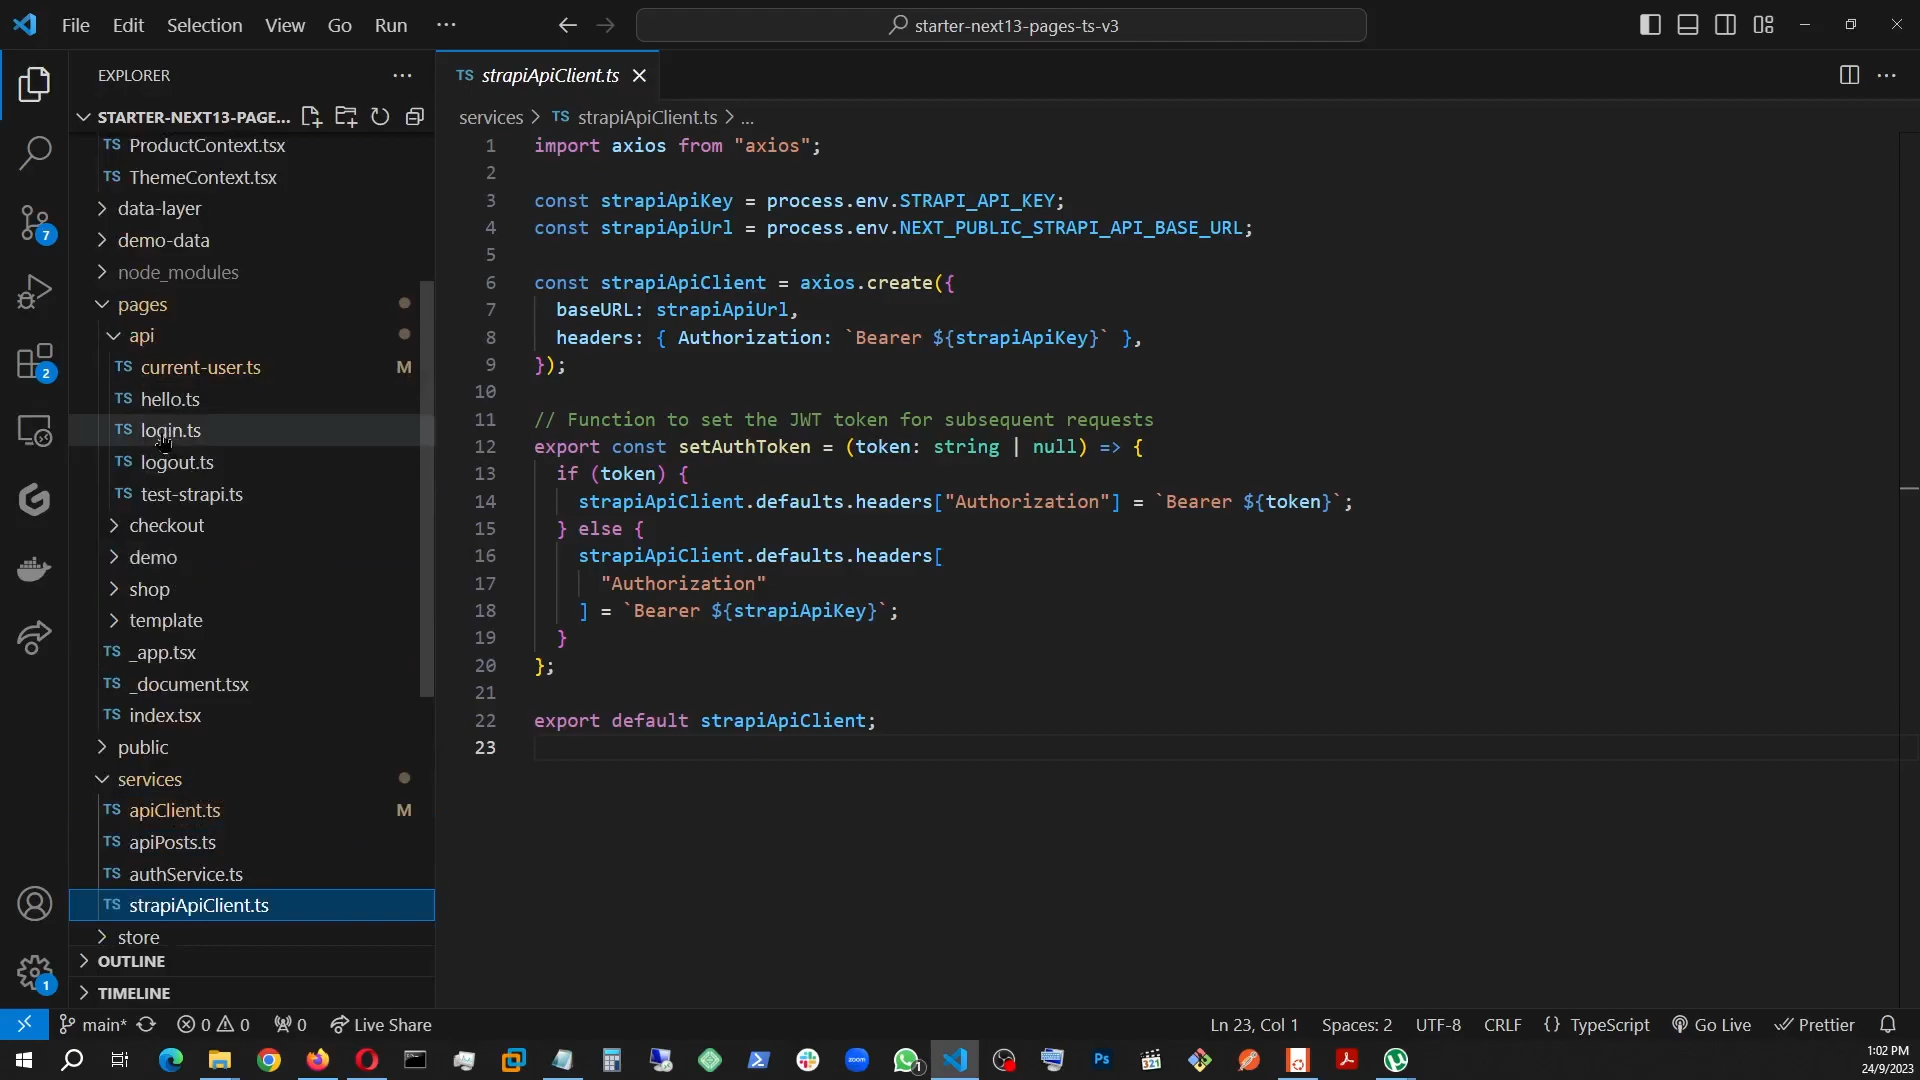 File Edit Selection View Go Run ···
starter-next13-pages-ts-v3
EXPLORER
STARTER-NEXT13-PAGE...
ProductContext.tsx
ThemeContext.tsx
data-layer
demo-data
node_modules
pages
api
TS current-user.ts M
TS hello.ts
TS login.ts
TS logout.ts
TS test-strapi.ts
checkout
demo
shop
template
TS _app.tsx
TS _document.tsx
TS index.tsx
public
services
TS apiClient.ts M
TS apiPosts.ts
TS authService.ts
TS strapiApiClient.ts
store
OUTLINE
TIMELINE
7
2
1
TS strapiApiClient.ts
services > TS strapiApiClient.ts > ...
1 import axios from "axios";
2
3 const strapiApiKey = process.env.STRAPI_API_KEY;
4 const strapiApiUrl = process.env.NEXT_PUBLIC_STRAPI_API_BASE_URL;
5
6 const strapiApiClient = axios.create({
7 baseURL: strapiApiUrl,
8 headers: { Authorization: `Bearer ${strapiApiKey}` },
9 });
10
11 // Function to set the JWT token for subsequent requests
12 export const setAuthToken = (token: string | null) => {
13 if (token) {
14 strapiApiClient.defaults.headers["Authorization"] = `Bearer ${token}`;
15 } else {
16 strapiApiClient.defaults.headers[
17 "Authorization"
18 ] = `Bearer ${strapiApiKey}`;
19 }
20 };
21
22 export default strapiApiClient;
23
main* 0 0 0 Live Share
Ln 23, Col 1 Spaces: 2 UTF-8 CRLF {} TypeScript Go Live Prettier
zoom
1
Ps
321
1:02 PM
24/9/2023